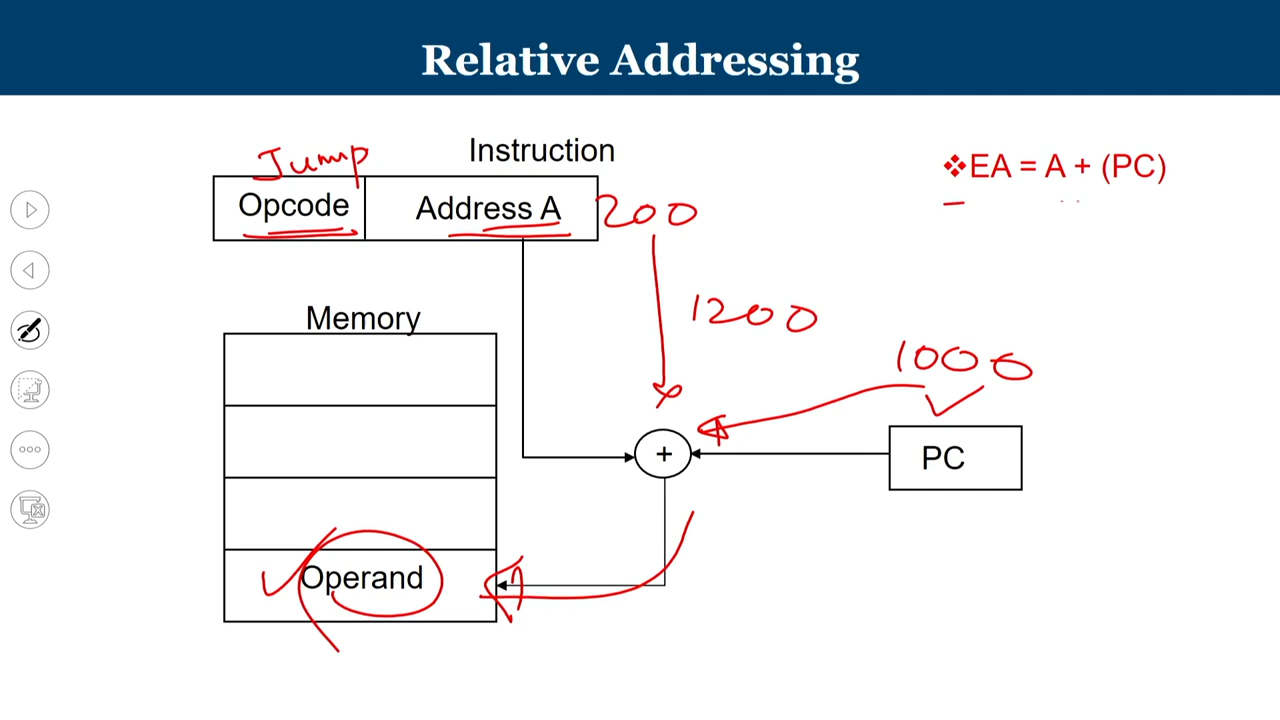 Relative Addressing
Jump
Instruction
❖EA = A + (PC)
Opcode
Address A
200
Memory
1200
1000
+
PC
Operand